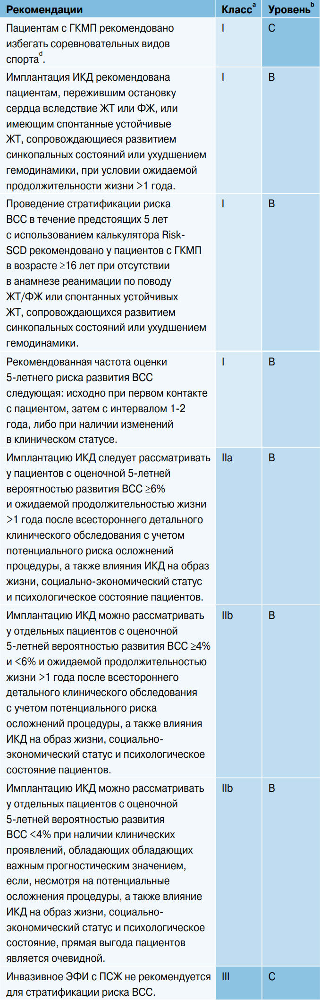 Рекомендации Классa Уровеньb
Пациентам с ГКМП рекомендовано I C
избегать соревновательных видов
спортаd.
Имплантация ИКД рекомендована I B
пациентам, пережившим остановку
сердца вследствие ЖТ или ФЖ, или
имеющим спонтанные устойчивые
ЖТ, сопровождающиеся развитием
синкопальных состояний или ухудшением
гемодинамики, при условии ожидаемой
продолжительности жизни >1 года.
Проведение стратификации риска I B
ВСС в течение предстоящих 5 лет
с использованием калькулятора Risk-
SCD рекомендовано у пациентов с ГКМП
в возрасте ≥16 лет при отсутствии
в анамнезе реанимации по поводу
ЖТ/ФЖ или спонтанных устойчивых
ЖТ, сопровождающихся развитием
синкопальных состояний или ухудшением
гемодинамики.
Рекомендованная частота оценки I B
5-летнего риска развития ВСС
следующая: исходно при первом контакте
с пациентом, затем с интервалом 1-2
года, либо при наличии изменений
в клиническом статусе.
Имплантацию ИКД следует рассматривать IIa B
у пациентов с оценочной 5-летней
вероятностью развития ВСС ≥6%
и ожидаемой продолжительностью жизни
>1 года после всестороннего детального
клинического обследования с учетом
потенциального риска осложнений
процедуры, а также влияния ИКД на образ
жизни, социально-экономический статус
и психологическое состояние пациентов.
Имплантацию ИКД можно рассматривать IIb B
у отдельных пациентов с оценочной
5-летней вероятностью развития ВСС ≥4%
и <6% и ожидаемой продолжительностью
жизни >1 года после всестороннего
детального клинического обследования
с учетом потенциального риска
осложнений процедуры, а также влияния
ИКД на образ жизни, социально-
экономический статус и психологическое
состояние пациентов.
Имплантацию ИКД можно рассматривать IIb B
у отдельных пациентов с оценочной
5-летней вероятностью развития
ВСС <4% при наличии клинических
проявлений, обладающих обладающих
важным прогностическим значением,
если, несмотря на потенциальные
осложнения процедуры, а также влияние
ИКД на образ жизни, социально-
экономический статус и психологическое
состояние, прямая выгода пациентов
является очевидной.
Инвазивное ЭФИ с ПСЖ не рекомендуется III C
для стратификации риска ВСС.